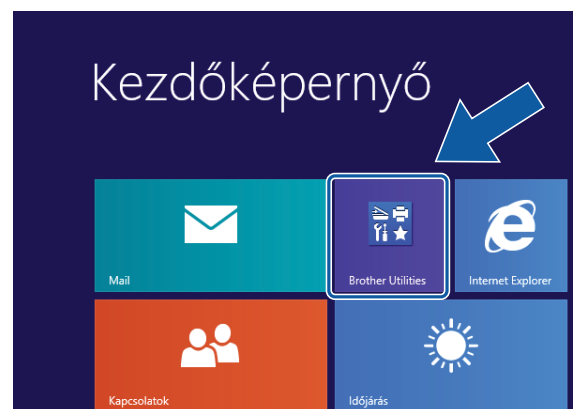 Kezdőképernyő
Mail
Brother Utilities
Internet Explorer
Kapcsolatok
Időjárás